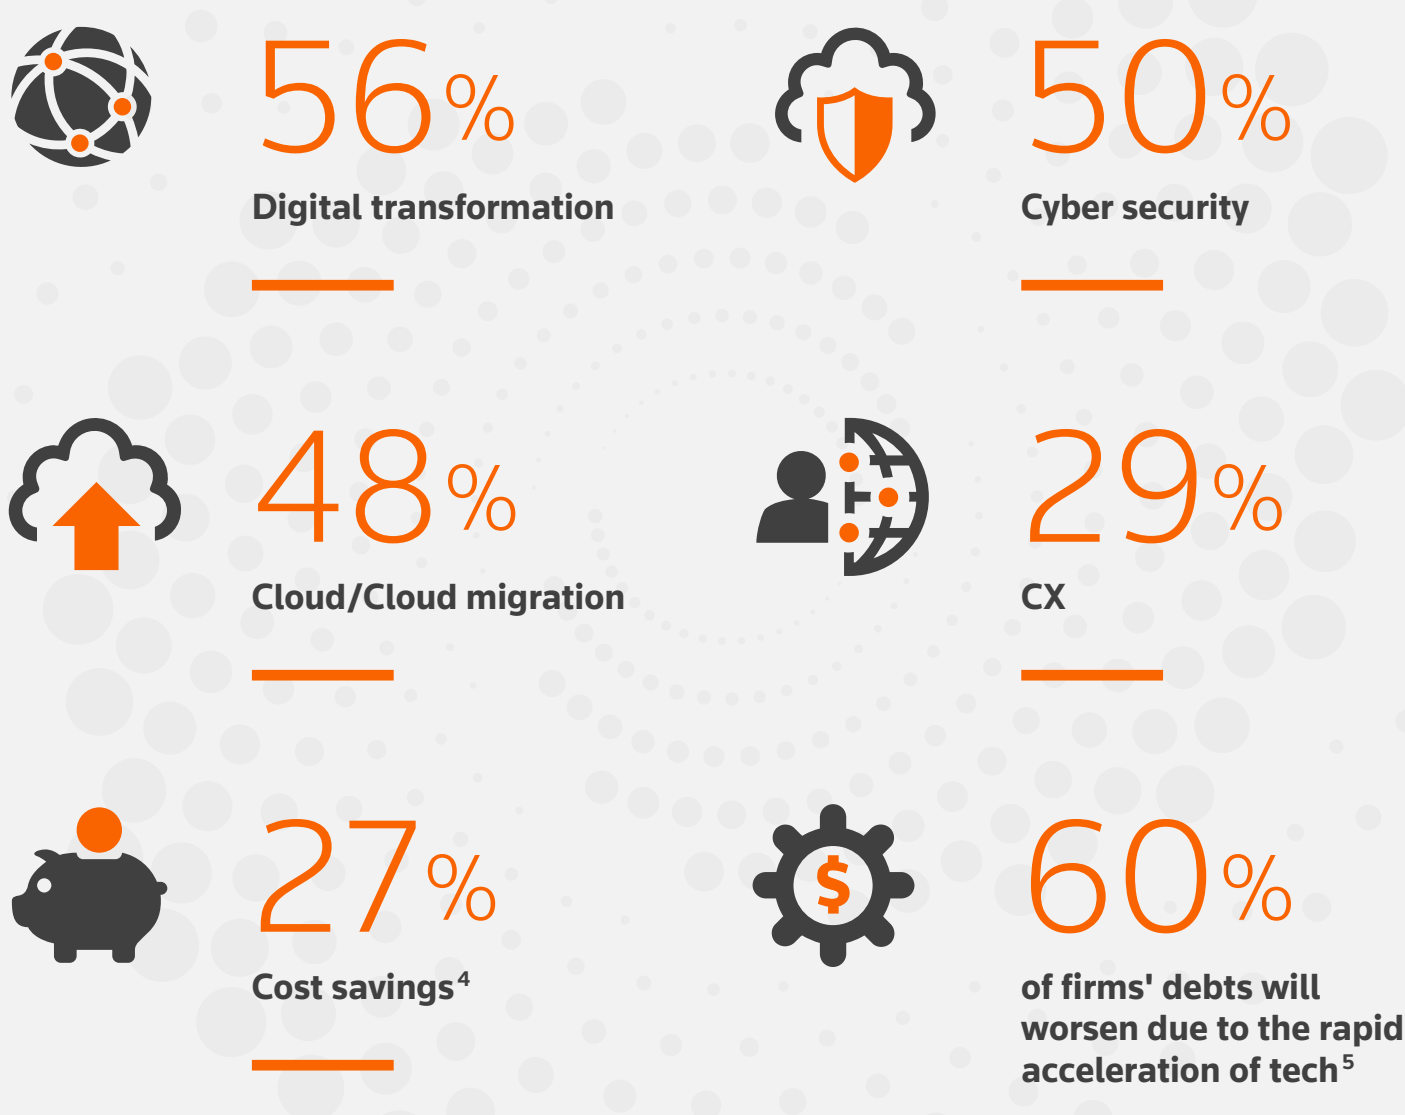 56%
Digital transformation
50%
Cyber security
48%
Cloud/Cloud migration
29%
CX
27%
Cost savings4
$
60%
of firms' debts will
worsen due to the rapid
acceleration of tech5